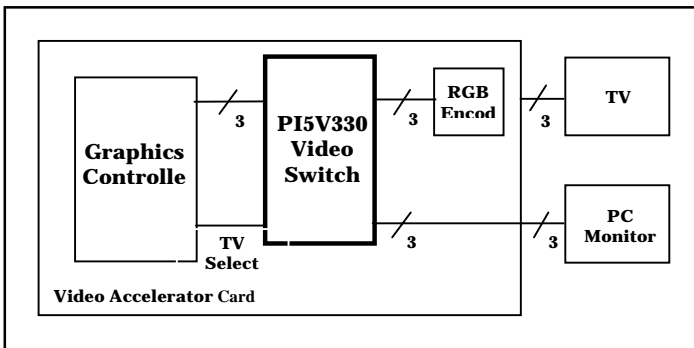 Graphics
Controlle
3
TV
Select
PI5V330
Video
Switch
3
RGB
Encod
3
TV
3
3
PC
Monitor
Video Accelerator Card